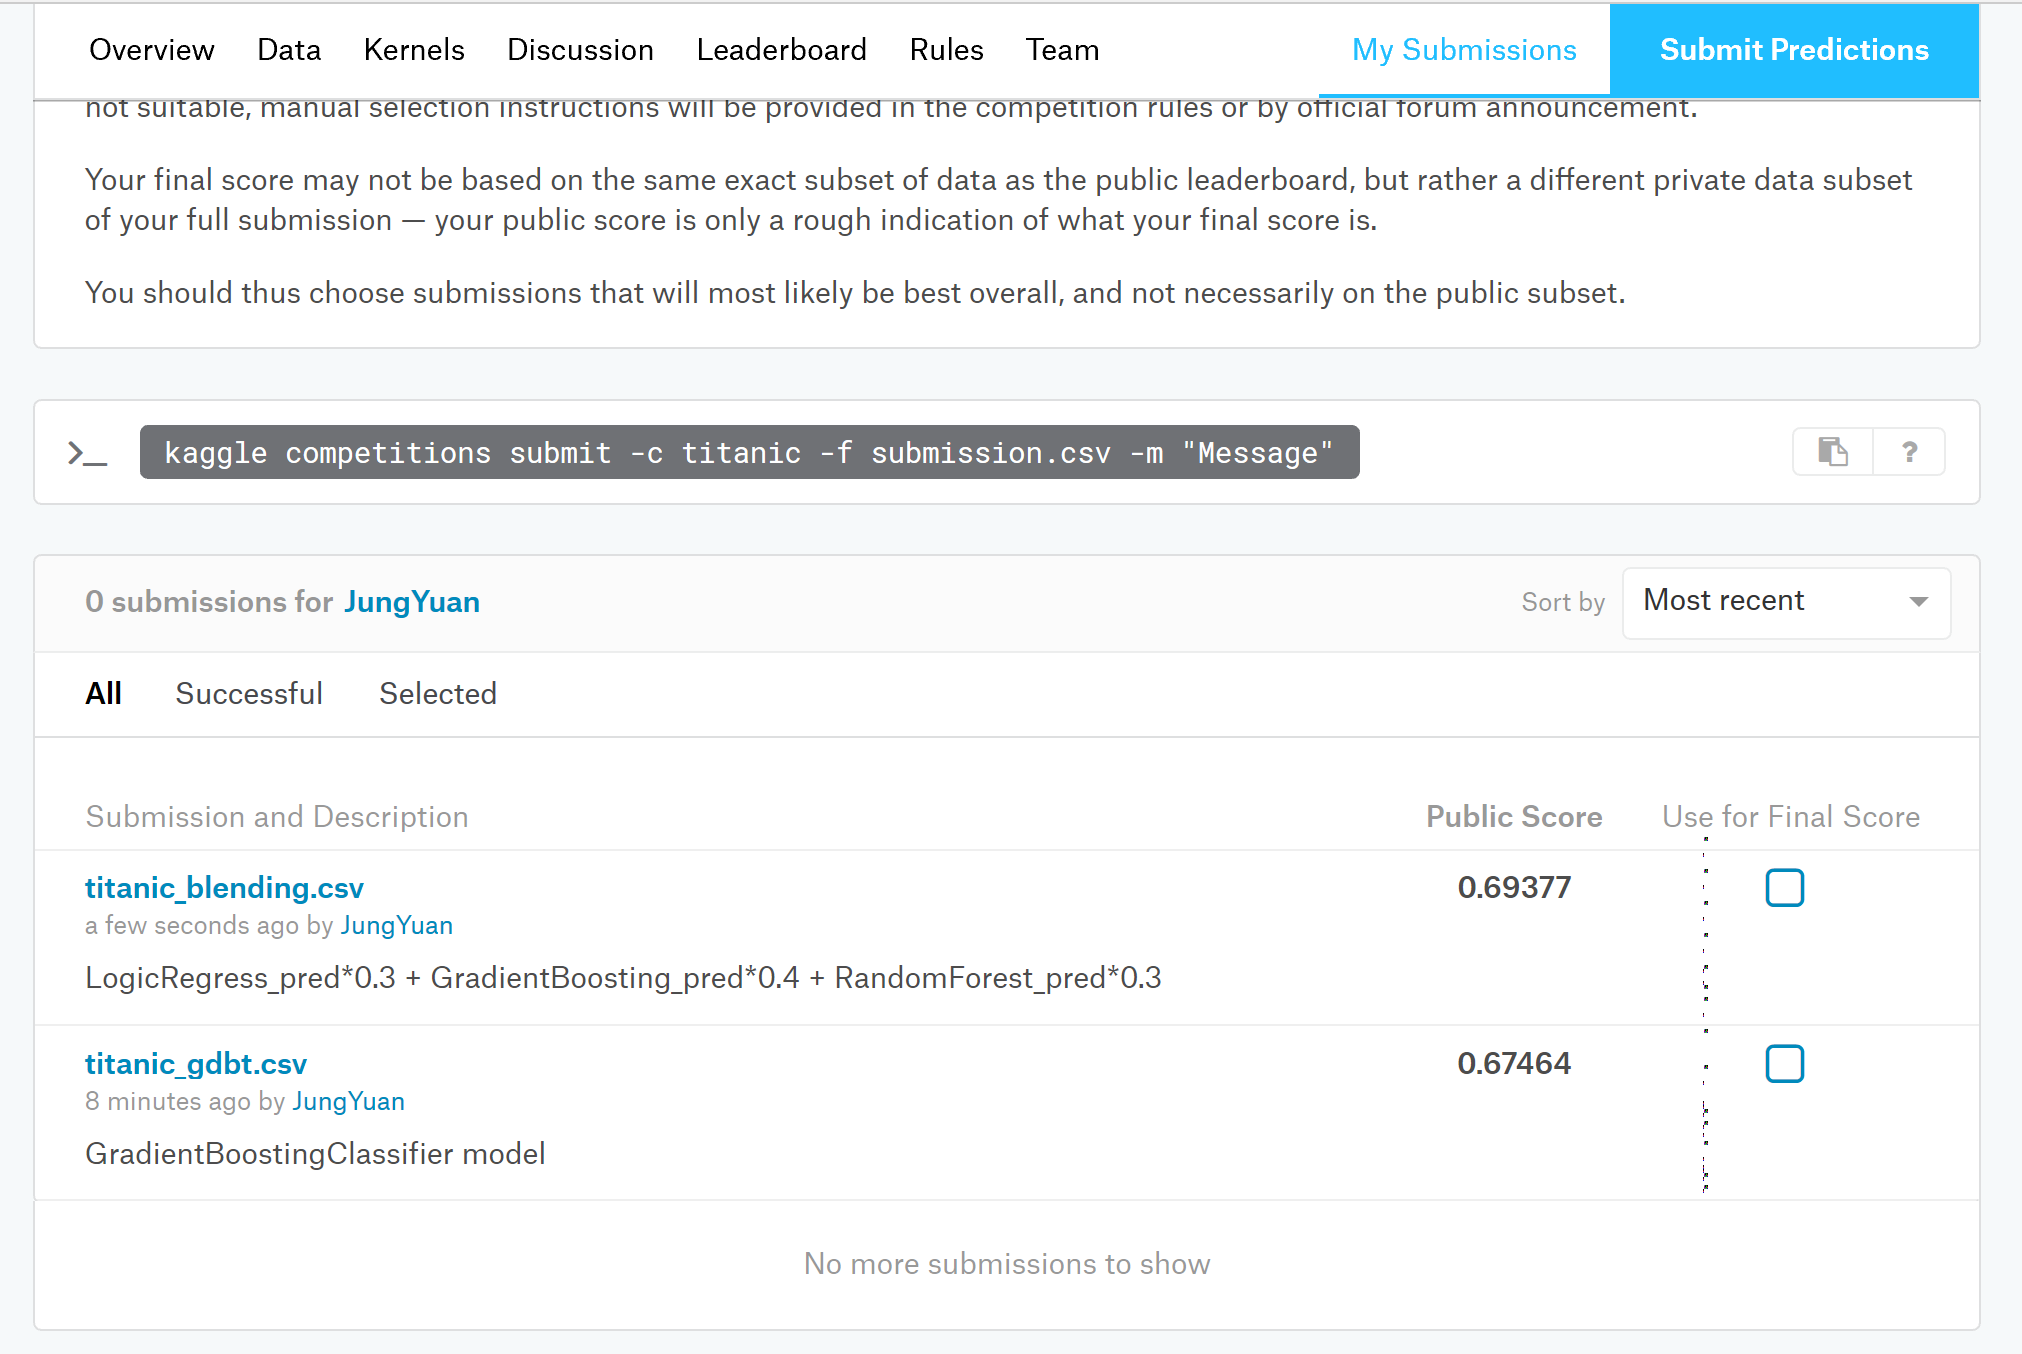 Overview Data Kernels Discussion Leaderboard Rules Team My Submissions Submit Predictions
not suitable, manual selection instructions will be provided in the competition rules or by official forum announcement.
Your final score may not be based on the same exact subset of data as the public leaderboard, but rather a different private data subset
of your full submission — your public score is only a rough indication of what your final score is.
You should thus choose submissions that will most likely be best overall, and not necessarily on the public subset.
>_ kaggle competitions submit -c titanic -f submission.csv -m "Message" ?
0 submissions for JungYuan Sort by Most recent
All Successful Selected
Submission and Description Public Score Use for Final Score
titanic_blending.csv 0.69377
a few seconds ago by JungYuan
LogicRegress_pred*0.3 + GradientBoosting_pred*0.4 + RandomForest_pred*0.3
titanic_gdbt.csv 0.67464
8 minutes ago by JungYuan
GradientBoostingClassifier model
No more submissions to show